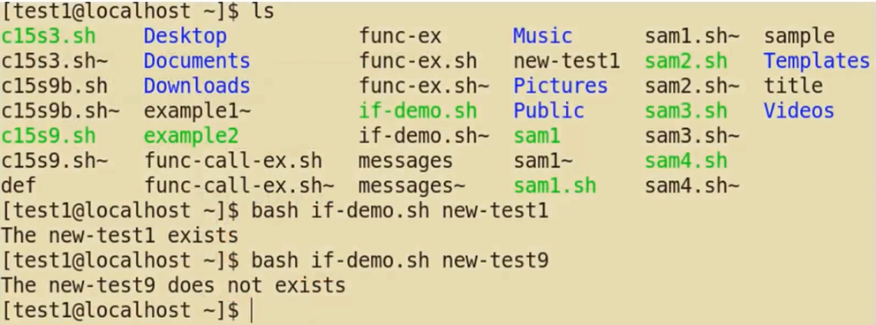 [test1@localhost ~]$ ls
c15s3.sh Desktop func-ex Music sam1.sh~ sample
c15s3.sh~ Documents func-ex.sh new-test1 sam2.sh Templates
c15s9b.sh Downloads func-ex.sh~ Pictures sam2.sh~ title
c15s9b.sh~ example1~ if-demo.sh Public sam3.sh Videos
c15s9.sh example2 if-demo.sh~ sam1 sam3.sh~
c15s9.sh~ func-call-ex.sh messages sam1~ sam4.sh
def func-call-ex.sh~ messages~ sam1.sh sam4.sh~
[test1@localhost ~]$ bash if-demo.sh new-test1
The new-test1 exists
[test1@localhost ~]$ bash if-demo.sh new-test9
The new-test9 does not exists
[test1@localhost ~]$